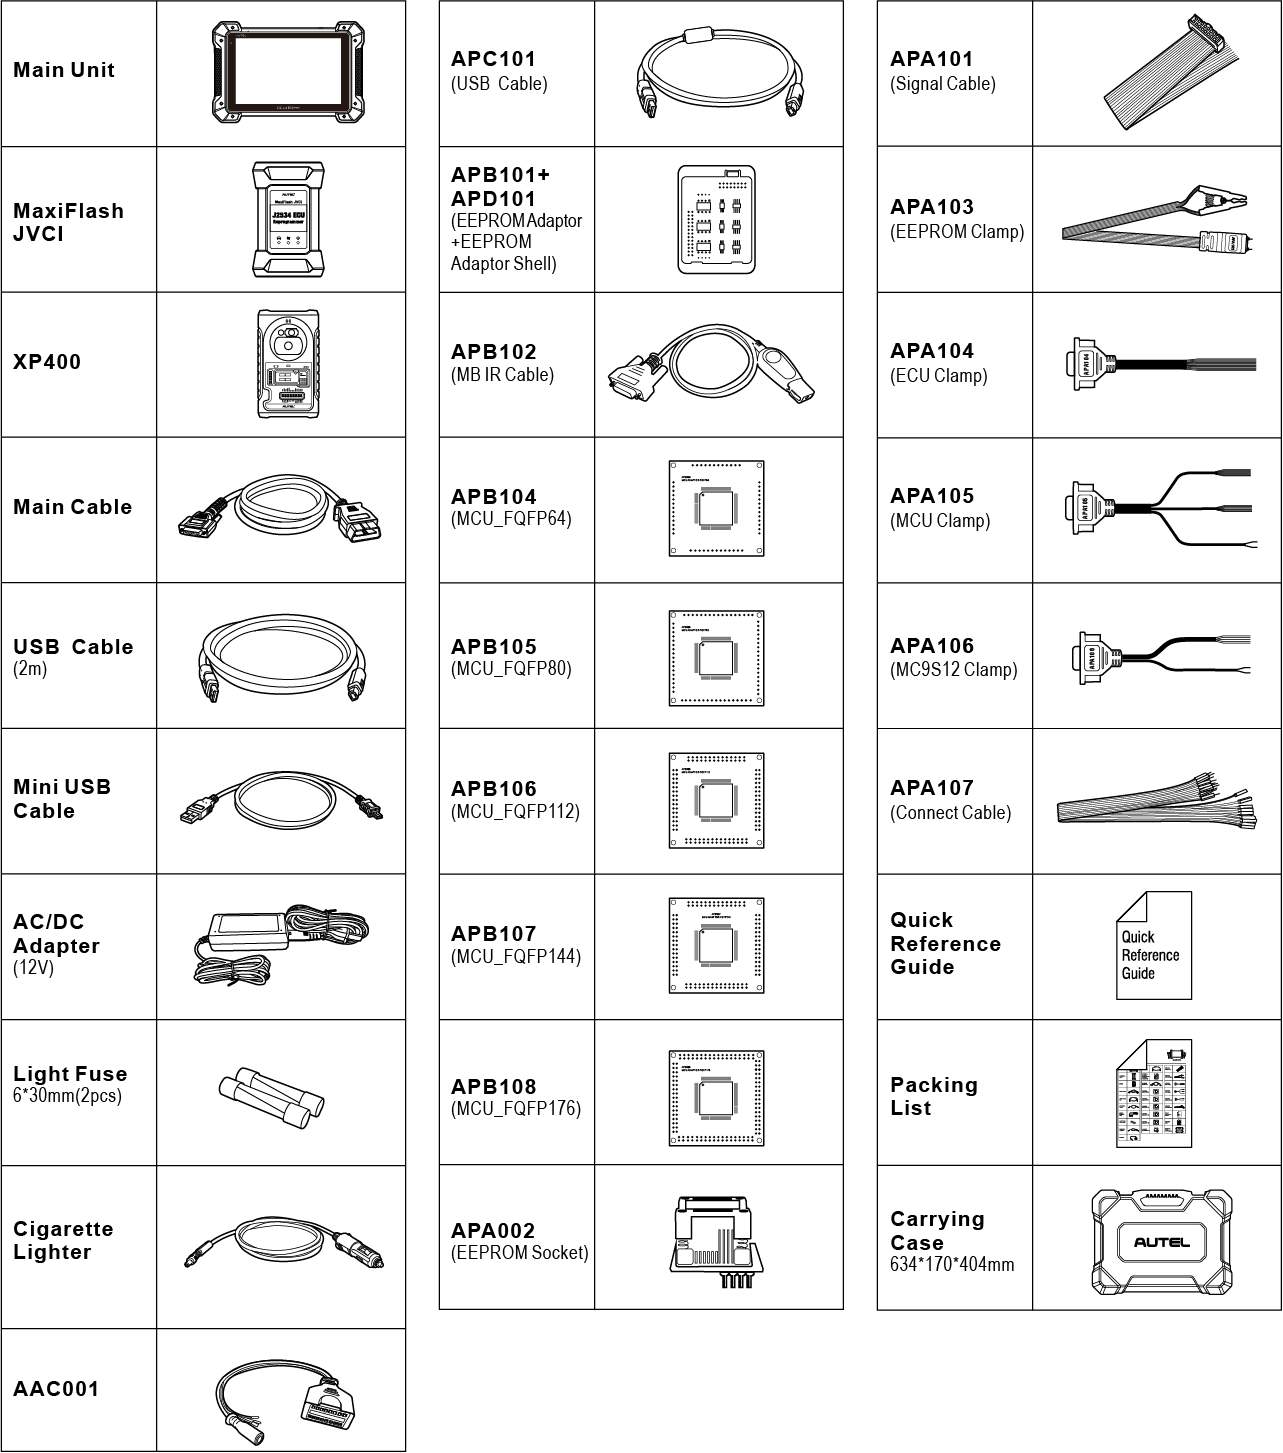 Main Unit
MaxiFlash
JVCI
AUTEL
MaxiFlash JVCI
J2534 ECU
Reprogrammer
XP400
AUTEL
Main Cable
USB Cable
(2m)
Mini USB
Cable
AC/DC
Adapter
(12V)
Light Fuse
6*30mm(2pcs)
Cigarette
Lighter
AAC001
APC101
(USB Cable)
APB101+
APD101
(EEPROM Adaptor
+EEPROM
Adaptor Shell)
APB102
(MB IR Cable)
APB104
(MCU_FQFP64)
APB105
(MCU_FQFP80)
APB106
(MCU_FQFP112)
APB107
(MCU_FQFP144)
APB108
(MCU_FQFP176)
APA002
(EEPROM Socket)
APA101
(Signal Cable)
APA103
(EEPROM Clamp)
APA104
(ECU Clamp)
APA104
APA105
(MCU Clamp)
APA105
APA106
(MC9S12 Clamp)
APA106
APA107
(Connect Cable)
Quick
Reference
Guide
Quick
Reference
Guide
Packing
List
Carrying
Case
634*170*404mm
AUTEL